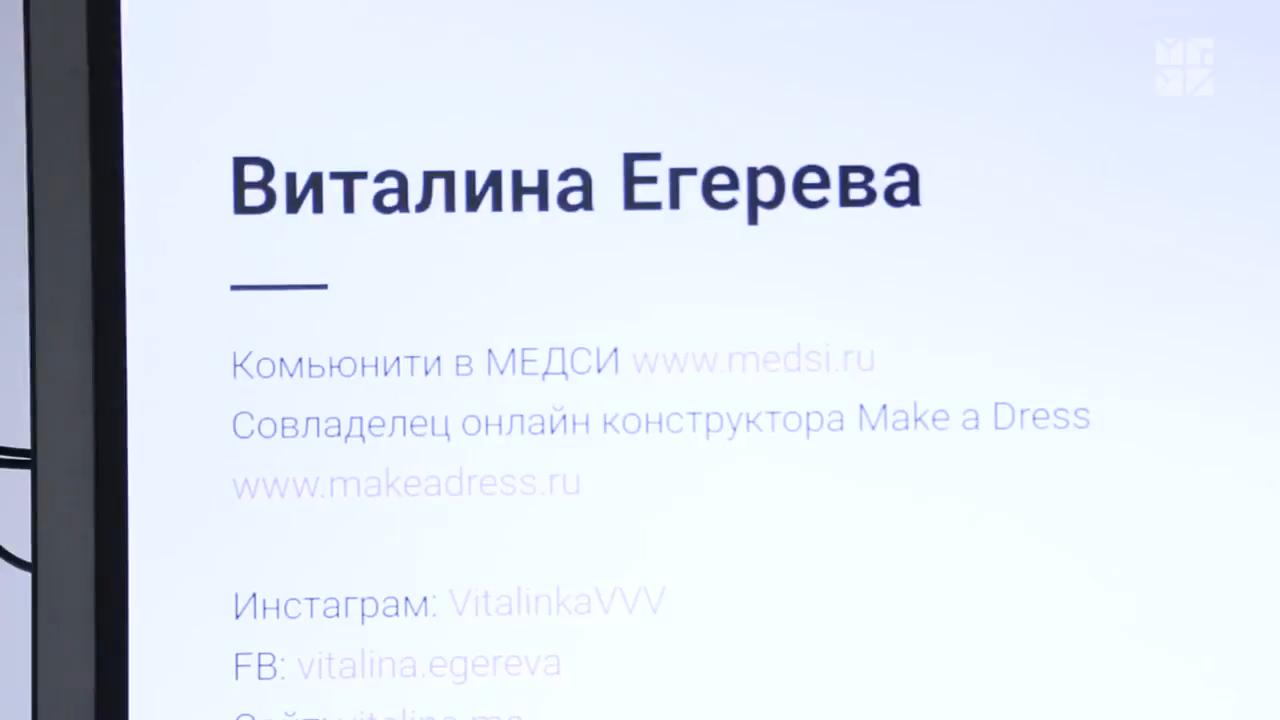 Виталина Егерева
Комьюнити в МЕДСИ www.medsi.ru
Совладелец онлайн конструктора Make a Dress
www.makeadress.ru
Инстаграм: VitalinkaVVV
FB: vitalina.egereva